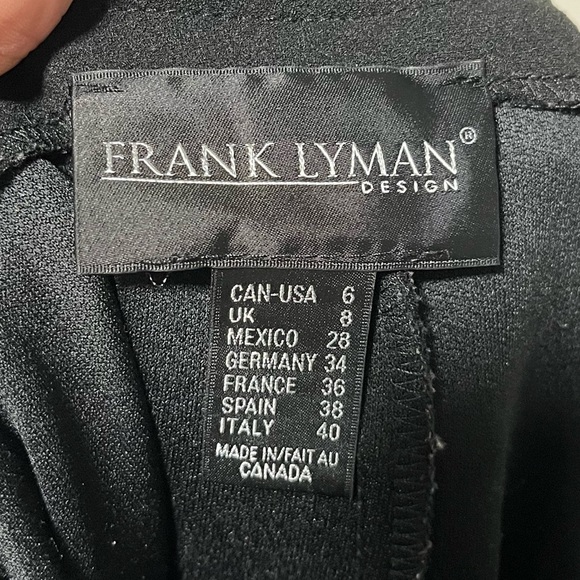 FRANK LYMAN®
DESIGN
CAN-USA 6
UK 8
MEXICO 28
GERMANY 34
FRANCE 36
SPAIN 38
ITALY 40
MADE IN/FAIT AU
CANADA